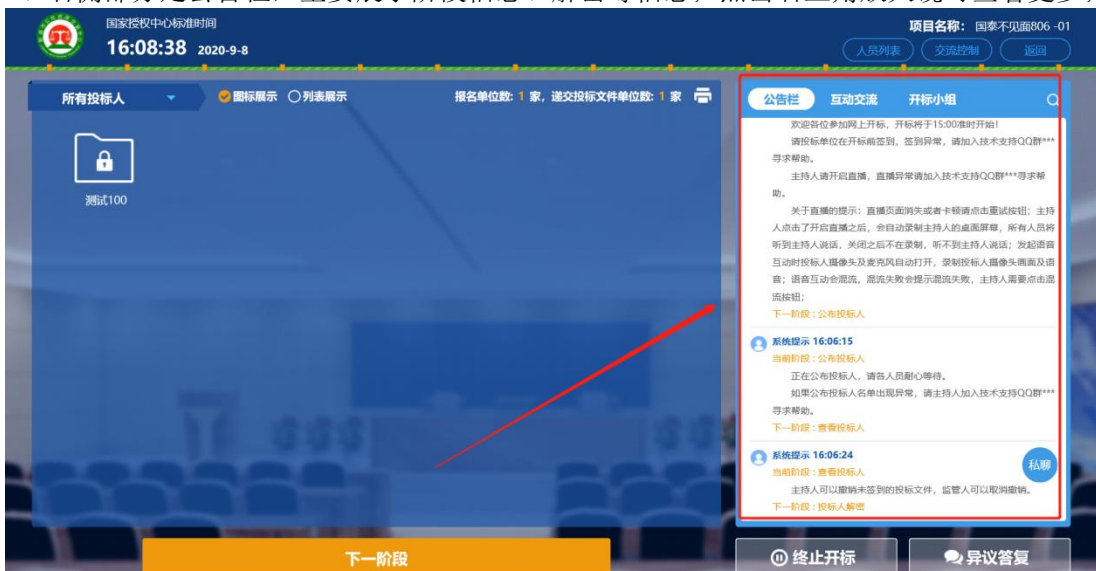 国家授权中心标准时间
16:08:38 2020-9-8
项目名称： 国泰不见面806 -01
人员列表 交流控制 返回
所有投标人 图标展示 列表展示 报名单位数: 1 家，递交投标文件单位数: 1 家
测试100
公告栏 互动交流 开标小组
欢迎各位参加网上开标，开标将于15:00准时开始!
请投标单位在开标前签到，签到异常，请加入技术支持QQ群***
寻求帮助。
主持人请开启直播，直播异常请加入技术支持QQ群***寻求帮
助。
关于直播的提示：直播页面消失或者卡顿请点击重试按钮；主持
人点击了开启直播之后，会自动录制主持人的桌面屏幕，所有人员将
听到主持人说话，关闭之后不在录制，听不到主持人说话；发起语音
互动时投标人摄像头及麦克风自动打开，录制投标人摄像头画面及语
音；语音互动会混流，混流失败会提示混流失败，主持人需要点击混
流按钮；
下一阶段 : 公布投标人
系统提示 16:06:15
当前阶段 : 公布投标人
正在公布投标人，请各人员耐心等待。
如果公布投标人名单出现异常，请主持人加入技术支持QQ群***
寻求帮助。
下一阶段 : 查看投标人
系统提示 16:06:24
当前阶段 : 查看投标人
主持人可以撤销未签到的投标文件，监管人可以取消撤销。
下一阶段 : 投标人解密
私聊
下一阶段
终止开标 异议答复